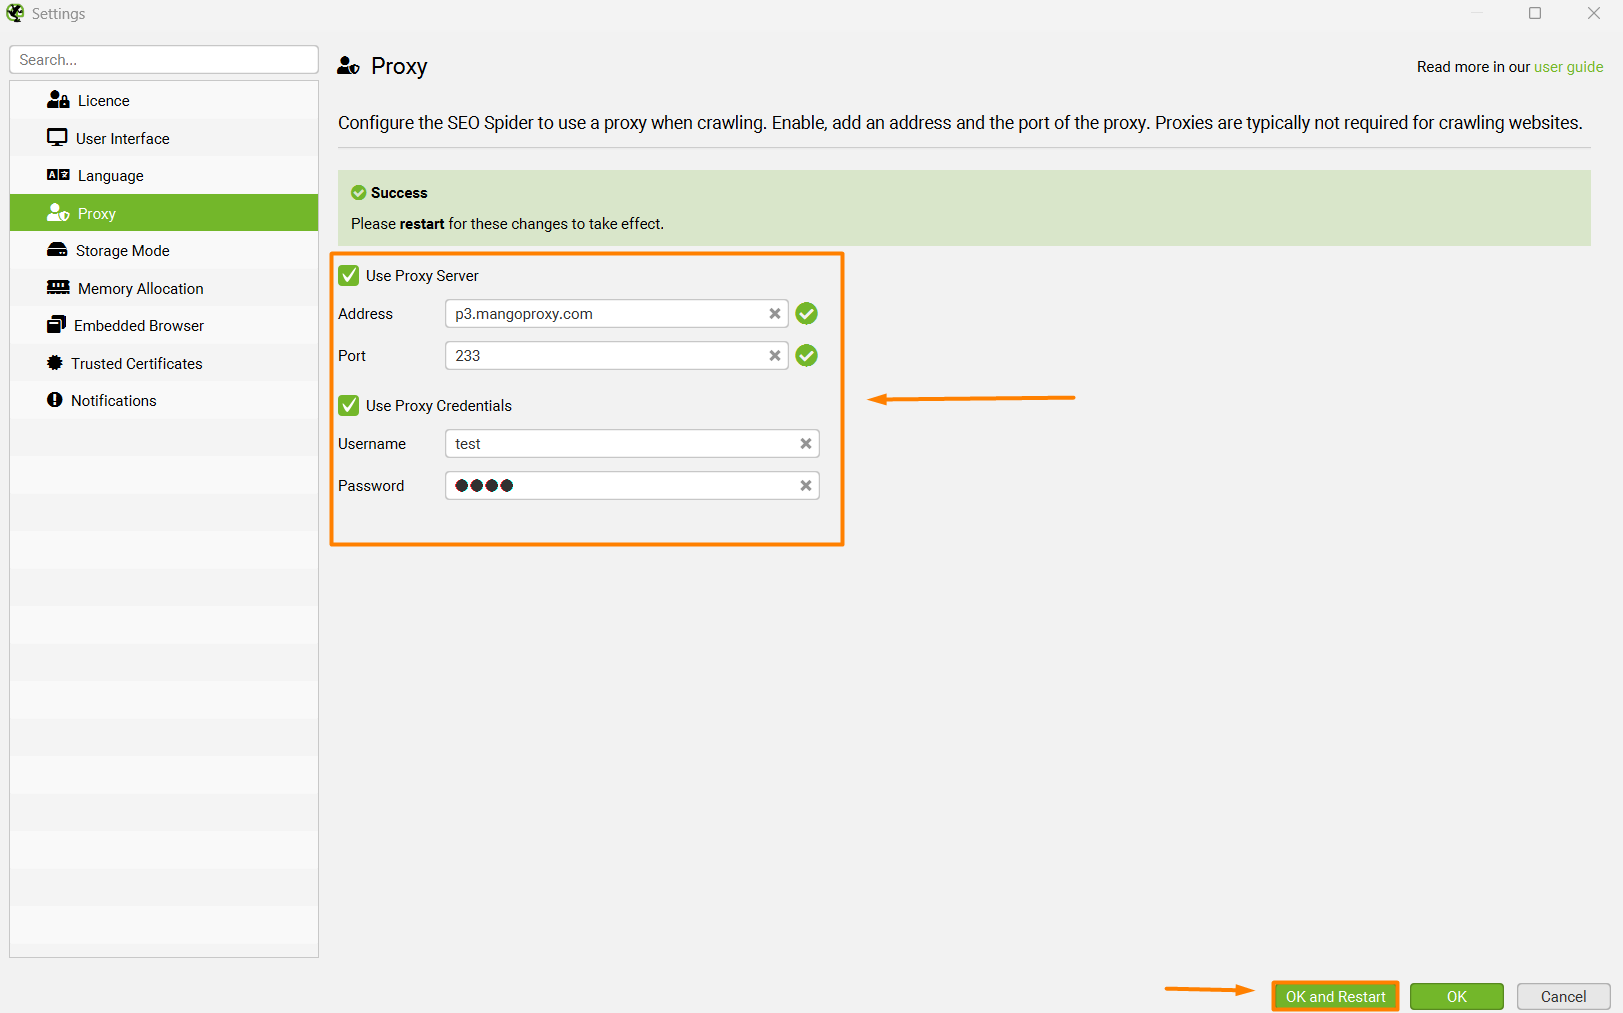 Settings
Search...
Licence
User Interface
Language
Proxy
Storage Mode
Memory Allocation
Embedded Browser
Trusted Certificates
Notifications
Proxy
Read more in our user guide
Configure the SEO Spider to use a proxy when crawling. Enable, add an address and the port of the proxy. Proxies are typically not required for crawling websites.
Success
Please restart for these changes to take effect.
Use Proxy Server
Address p3.mangoproxy.com
Port 233
Use Proxy Credentials
Username test
Password
OK and Restart OK Cancel